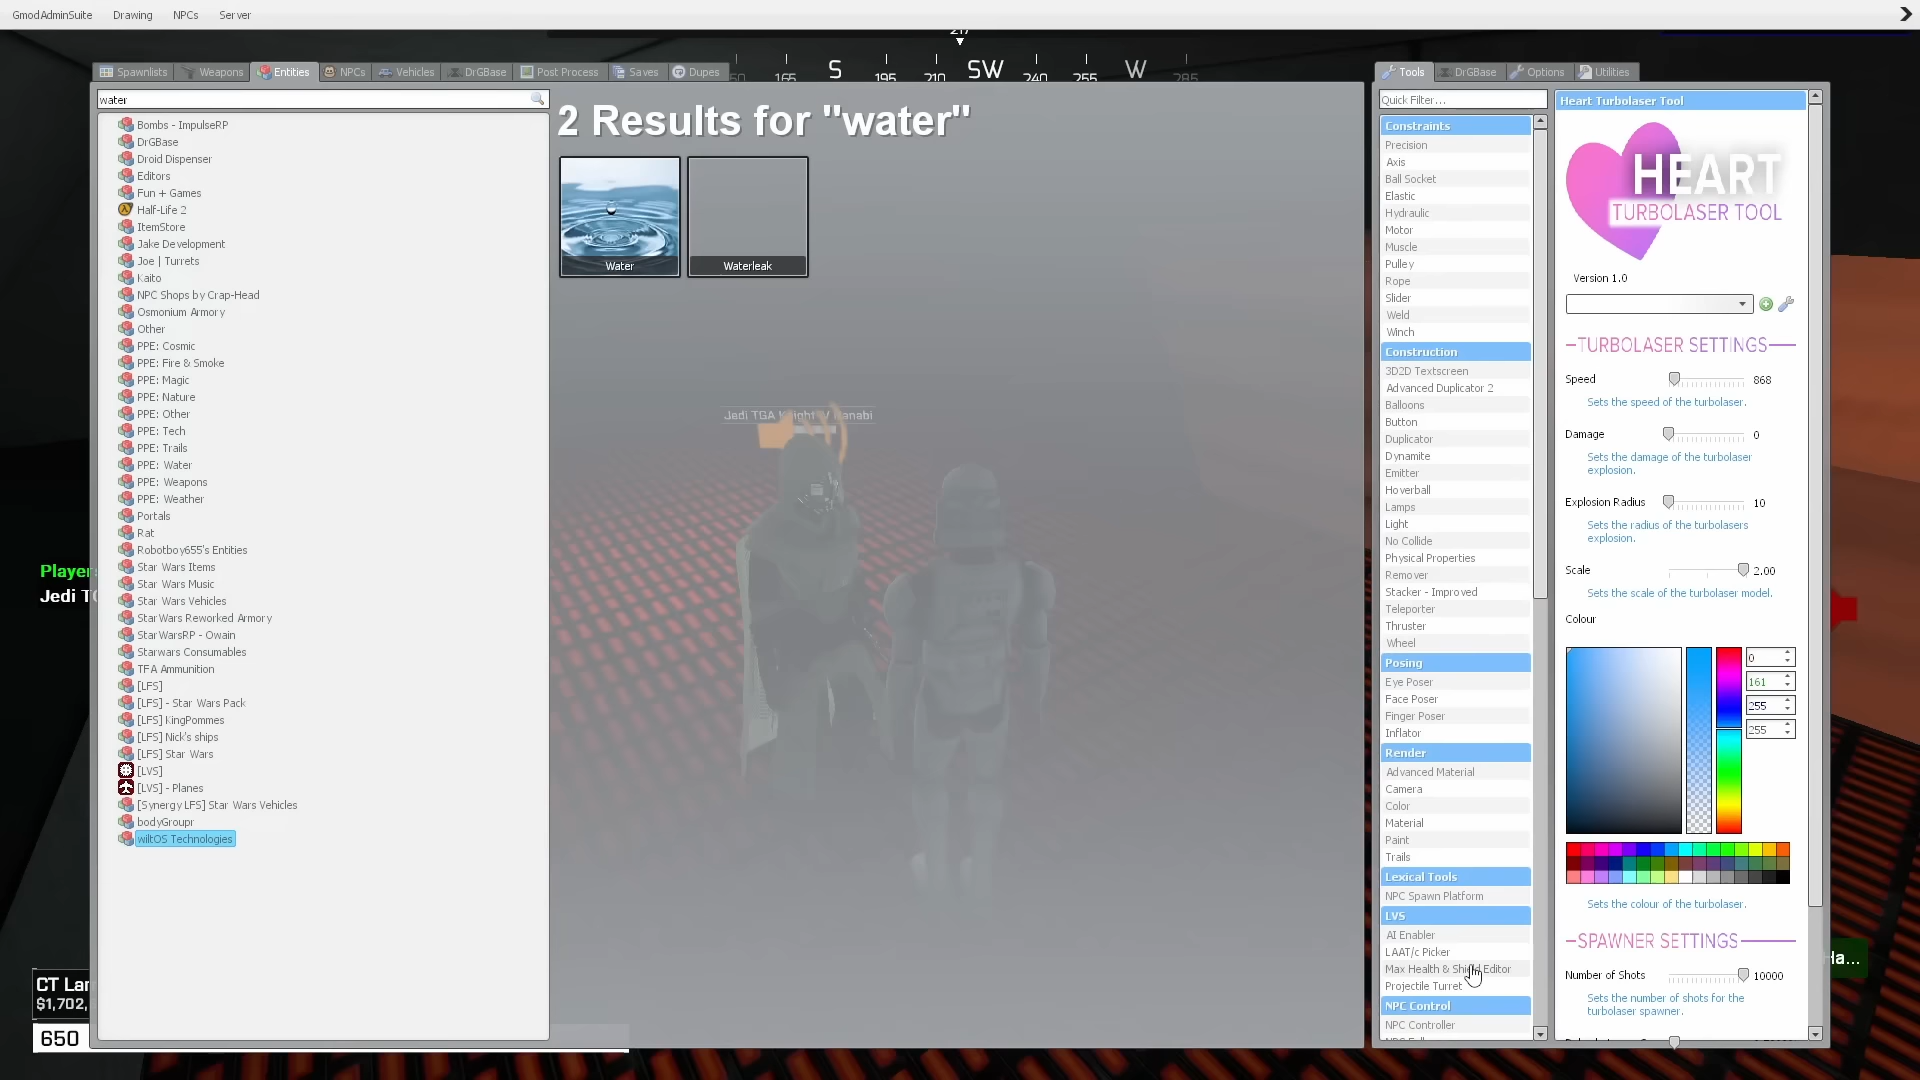 GmodAdminSuite Drawing NPCs Server
165 S 195 210 SW 240 255 W 285
Spawnlists Weapons Entities NPCs Vehicles DrGBase Post Process Saves Dupes
water
Bombs - ImpulseRP
DrGBase
Droid Dispenser
Editors
Fun + Games
Half-Life 2
ItemStore
Jake Development
Joe | Turrets
Kaito
NPC Shops by Crap-Head
Osmonium Armory
Other
PPE: Cosmic
PPE: Fire & Smoke
PPE: Magic
PPE: Nature
PPE: Other
PPE: Tech
PPE: Trails
PPE: Water
PPE: Weapons
PPE: Weather
Portals
Rat
Robotboy655's Entities
Star Wars Items
Star Wars Music
Star Wars Vehicles
StarWars Reworked Armory
StarWarsRP - Owain
Starwars Consumables
TFA Ammunition
[LFS]
[LFS] - Star Wars Pack
[LFS] KingPommes
[LFS] Nick's ships
[LFS] Star Wars
[LVS]
[LVS] - Planes
[Synergy LFS] Star Wars Vehicles
bodyGroupr
wiltOS Technologies
Player
Jedi T
CT Lar
$1,702,
650
2 Results for "water"
Water
Waterleak
Jedi TGA Knight
Tools DrGBase Options Utilities
Quick Filter...
Constraints
Precision
Axis
Ball Socket
Elastic
Hydraulic
Motor
Muscle
Pulley
Rope
Slider
Weld
Winch
Construction
3D2D Textscreen
Advanced Duplicator 2
Balloons
Button
Duplicator
Dynamite
Emitter
Hoverball
Lamps
Light
No Collide
Physical Properties
Remover
Stacker - Improved
Teleporter
Thruster
Wheel
Posing
Eye Poser
Face Poser
Finger Poser
Inflator
Render
Advanced Material
Camera
Color
Material
Paint
Trails
Lexical Tools
NPC Spawn Platform
LVS
AI Enabler
LAAT/c Picker
Max Health & Shield Editor
Projectile Turret
NPC Control
NPC Controller
Heart Turbolaser Tool
HEART
TURBOLASER TOOL
Version 1.0
TURBOLASER SETTINGS
Speed 868
Sets the speed of the turbolaser.
Damage 0
Sets the damage of the turbolaser
explosion.
Explosion Radius 10
Sets the radius of the turbolasers
explosion.
Scale 2.00
Sets the scale of the turbolaser model.
Colour
0
161
255
255
Sets the colour of the turbolaser.
SPAWNER SETTINGS
Number of Shots 10000
Sets the number of shots for the
turbolaser spawner.
Ha...